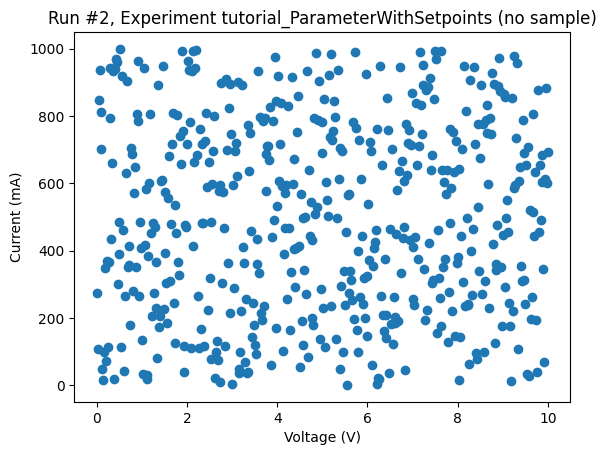 Run #2, Experiment tutorial_ParameterWithSetpoints (no sample)
1000
800
600
400
200
0
Current (mA)
0 2 4 6 8 10
Voltage (V)